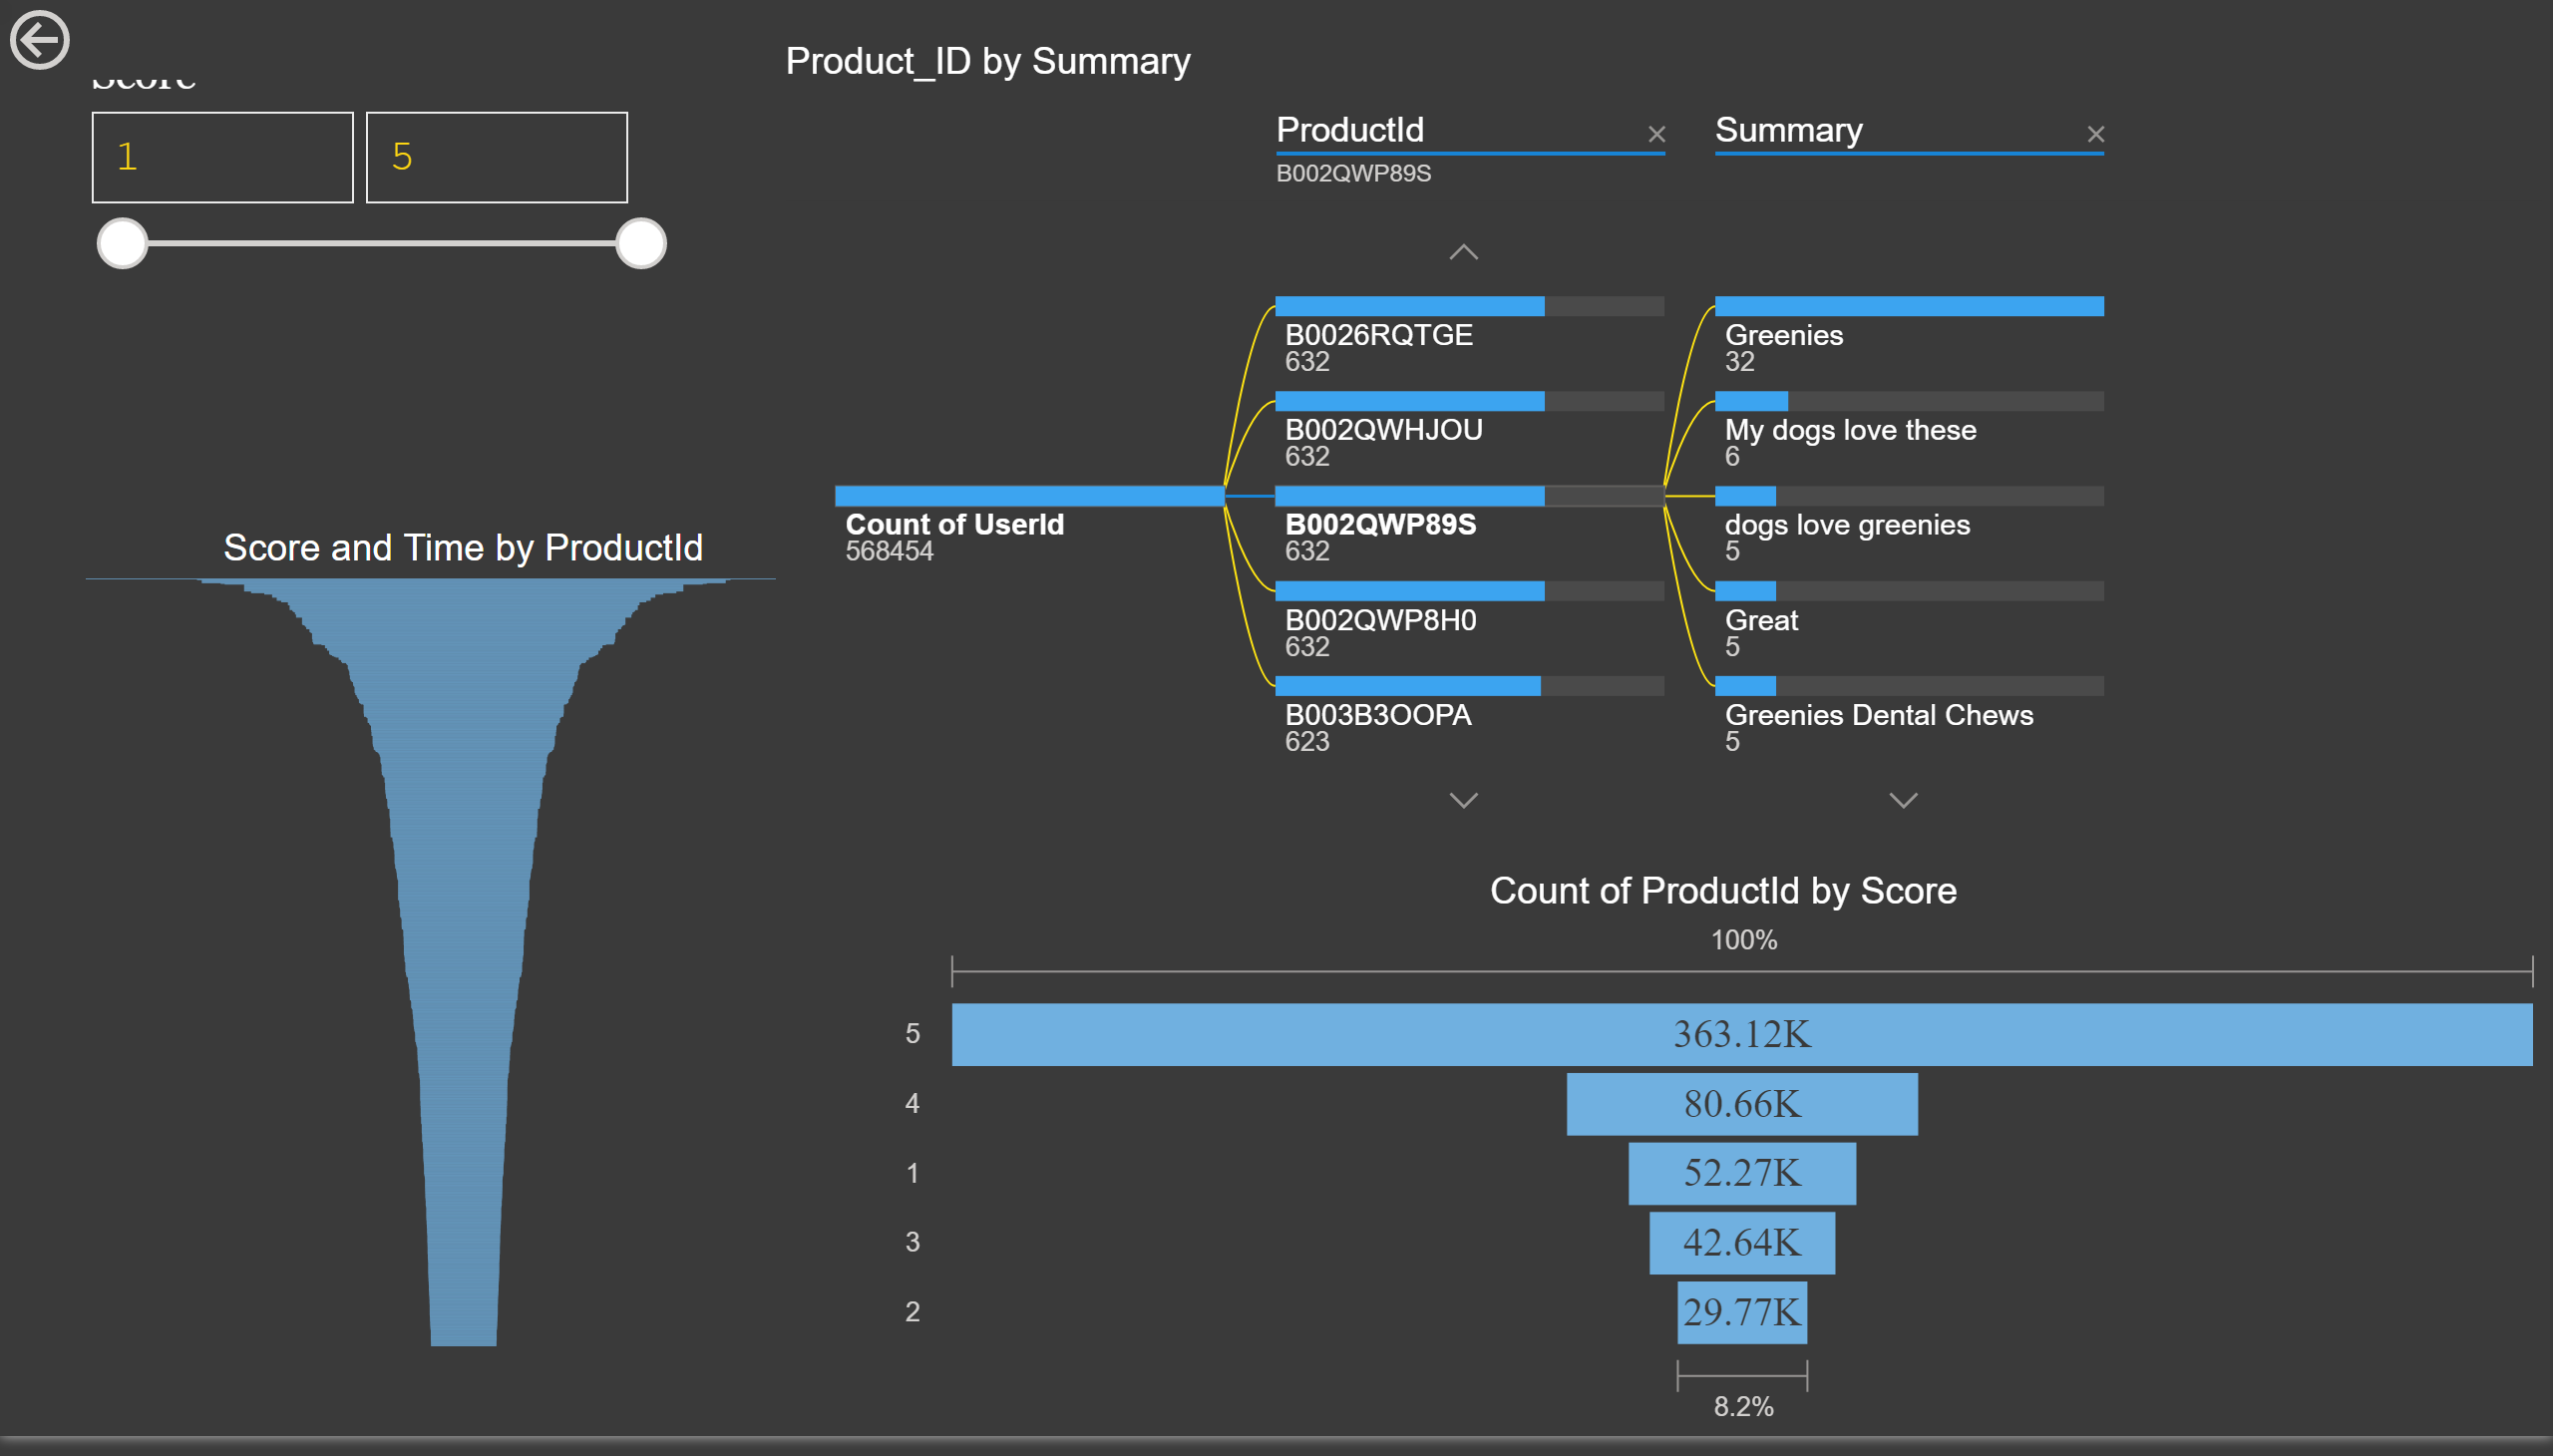 Score
1
5
Product_ID by Summary
ProductId
B002QWP89S
Summary
B0026RQTGE
632
B002QWHJOU
632
Count of UserId
568454
B002QWP89S
632
B002QWP8H0
632
B003B3OOPA
623
Greenies
32
My dogs love these
6
dogs love greenies
5
Great
5
Greenies Dental Chews
5
Score and Time by ProductId
Count of ProductId by Score
100%
5 363.12K
4 80.66K
1 52.27K
3 42.64K
2 29.77K
8.2%